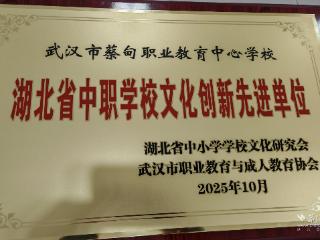 武汉市蔡甸职业教育中心学校
湖北省中职学校文化创新先进单位
湖北省中小学学校文化研究会
武汉市职业教育与成人教育协会
2025年10月